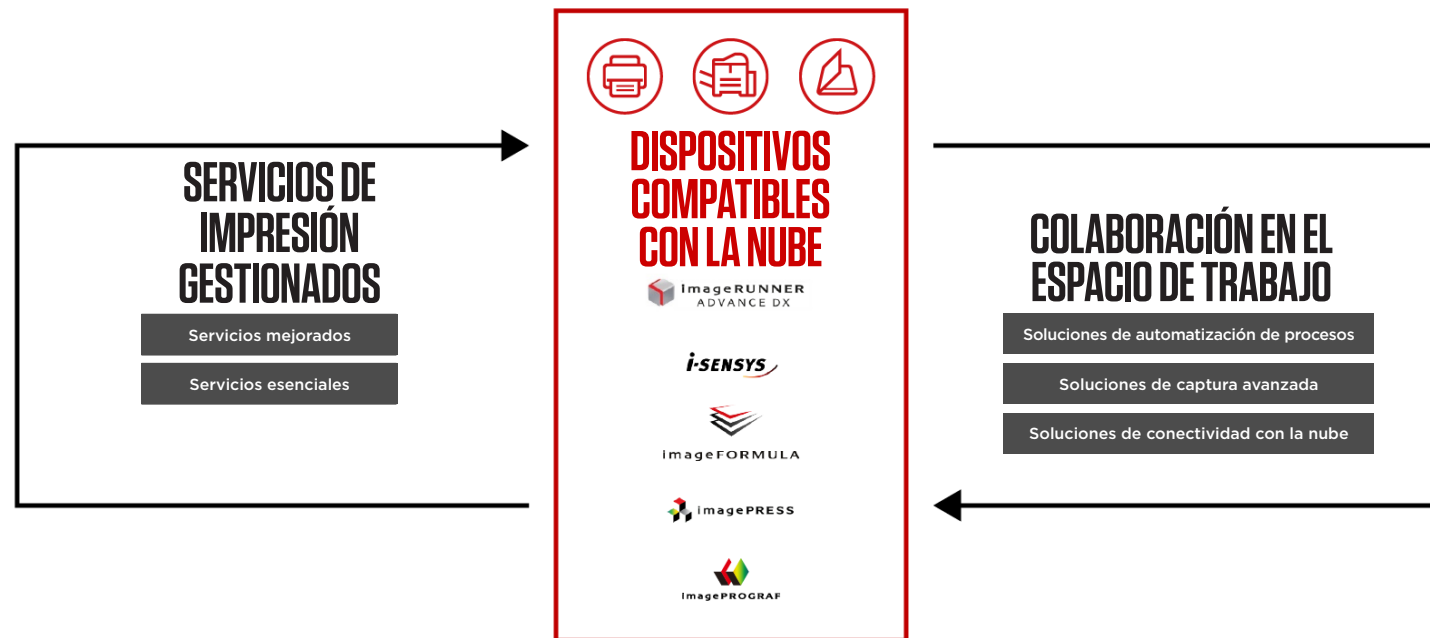 SERVICIOS DE
IMPRESIÓN
GESTIONADOS
Servicios mejorados
Servicios esenciales
DISPOSITIVOS
COMPATIBLES
CON LA NUBE
imageRUNNER
ADVANCE DX
i-SENSYS
imageFORMULA
imagePRESS
imagePROGRAF
COLABORACIÓN EN EL
ESPACIO DE TRABAJO
Soluciones de automatización de procesos
Soluciones de captura avanzada
Soluciones de conectividad con la nube